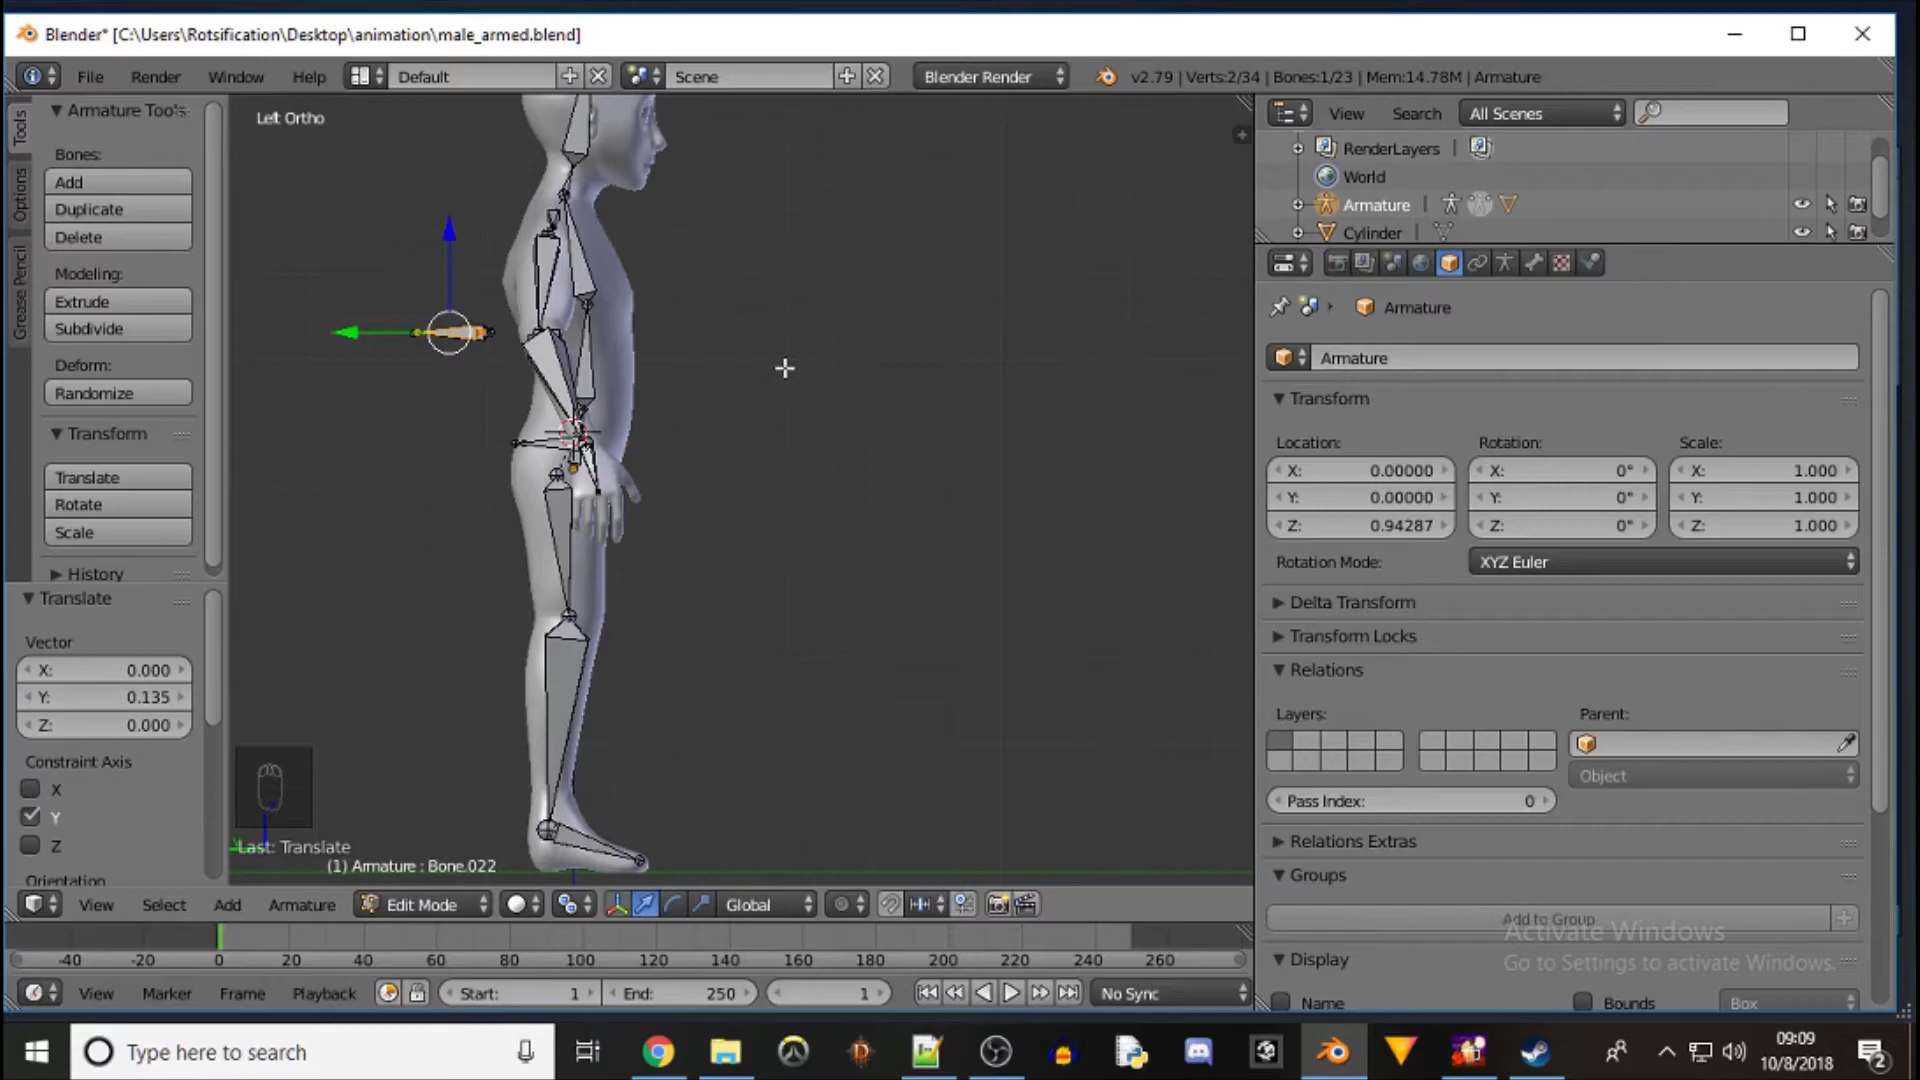 Blender* [C:\Users\Rotsification\Desktop\animation\male_armed.blend]
File Render Window Help Default Scene Blender Render v2.79 | Verts:2/34 | Bones:1/23 | Mem:14.78M | Armature
Tools
Options
Grease Pencil
Armature Tools
Bones:
Add
Duplicate
Delete
Modeling:
Extrude
Subdivide
Deform:
Randomize
Transform
Translate
Rotate
Scale
History
Translate
Vector
X: 0.000
Y: 0.135
Z: 0.000
Constraint Axis
X
Y
Z
Orientation
Left Ortho
Last: Translate
(1) Armature : Bone.022
View Select Add Armature Edit Mode Global
-40 -20 0 20 40 60 80 100 120 140 160 180 200 220 240 260
View Marker Frame Playback Start: 1 End: 250 1 No Sync
View Search All Scenes
RenderLayers
World
Armature
Cylinder
Armature
Armature
Transform
Location: Rotation: Scale:
X: 0.00000 X: 0° X: 1.000
Y: 0.00000 Y: 0° Y: 1.000
Z: 0.94287 Z: 0° Z: 1.000
Rotation Mode: XYZ Euler
Delta Transform
Transform Locks
Relations
Layers: Parent:
Object
Pass Index: 0
Relations Extras
Groups
Add to Group
Activate Windows
Go to Settings to activate Windows.
Display
Name Bounds Box
Type here to search
09:09
10/8/2018
2